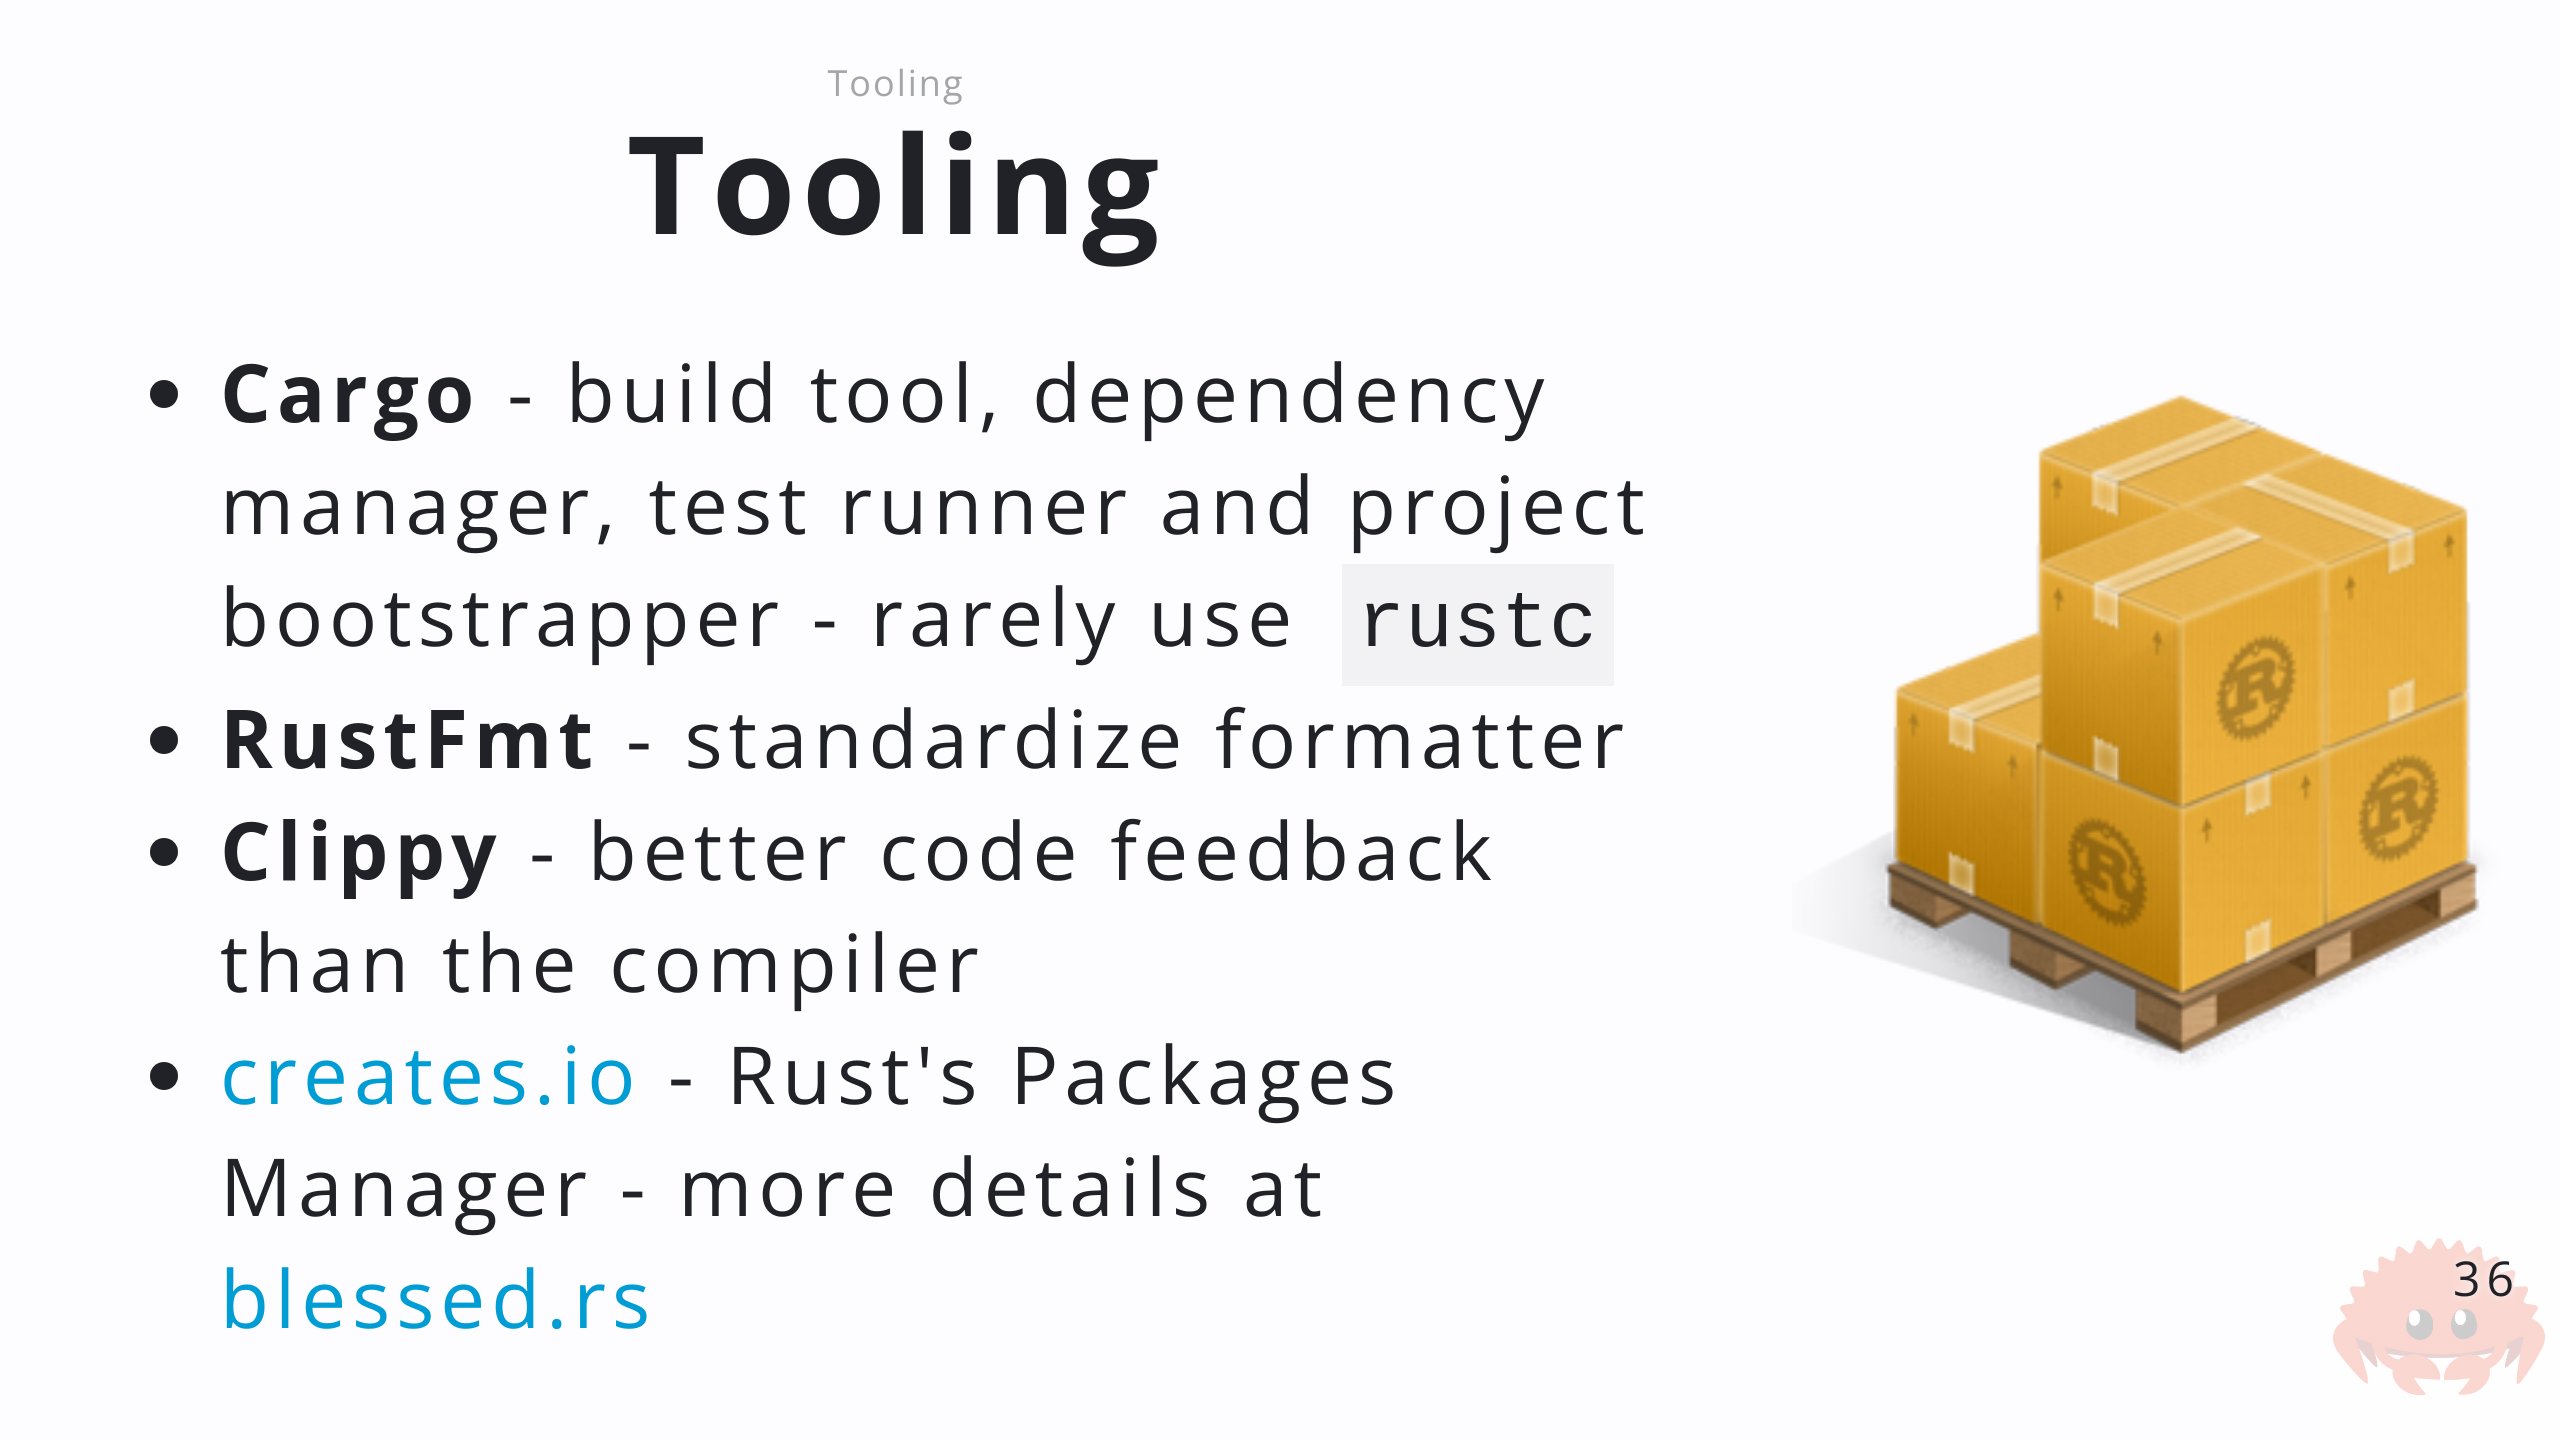 Tooling
Tooling
• Cargo - build tool, dependency
manager, test runner and project
bootstrapper - rarely use rustc
• RustFmt - standardize formatter
• Clippy - better code feedback
than the compiler
• creates.io - Rust's Packages
Manager - more details at
blessed.rs
R
R
R
36